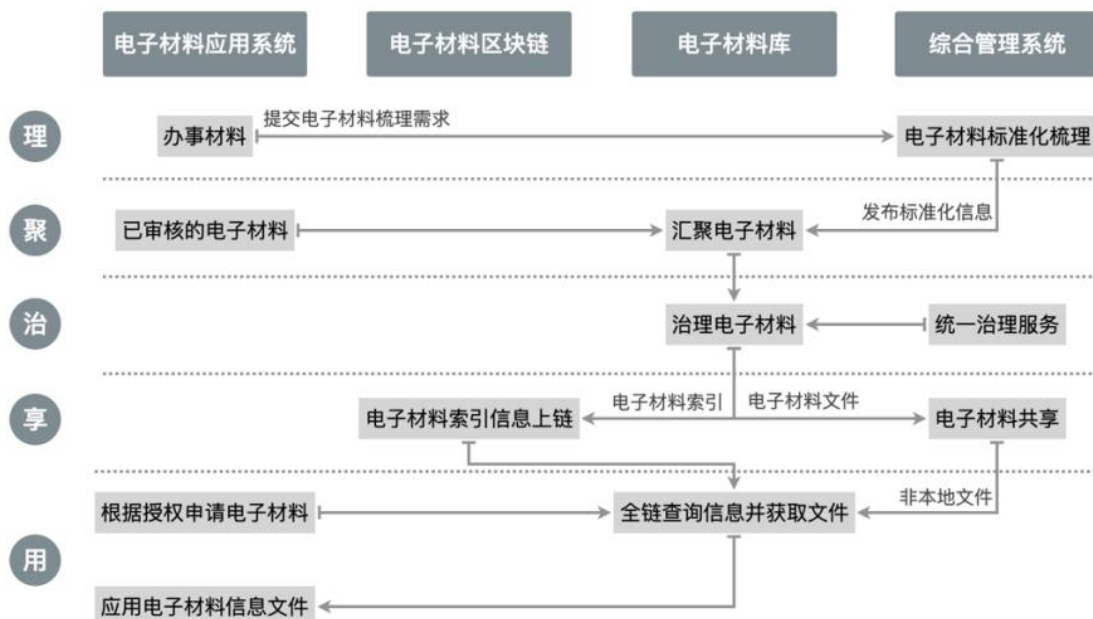 电子材料应用系统
电子材料区块链
电子材料库
综合管理系统
理
办事材料
提交电子材料梳理需求
电子材料标准化梳理
聚
已审核的电子材料
汇聚电子材料
发布标准化信息
治
治理电子材料
统一治理服务
享
电子材料索引信息上链
电子材料索引
电子材料文件
电子材料共享
用
根据授权申请电子材料
全链查询信息并获取文件
非本地文件
应用电子材料信息文件